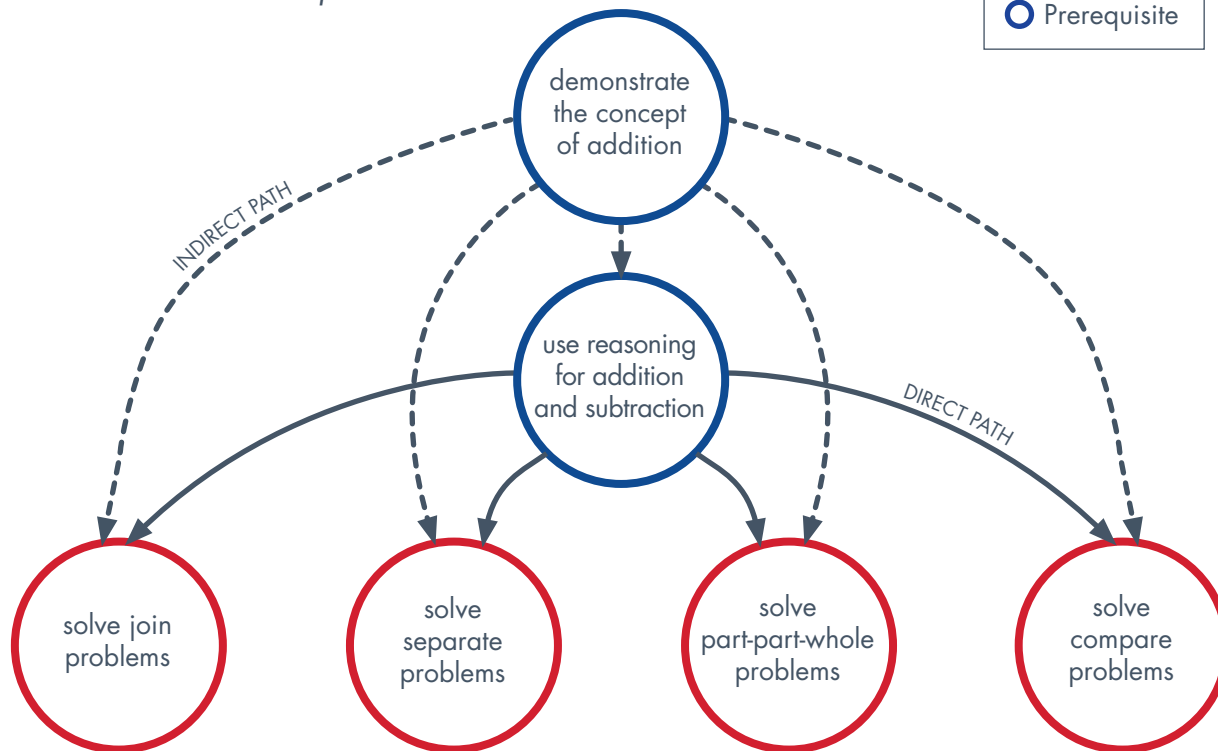 Prerequisite
demonstrate
the concept
of addition
INDIRECT PATH
use reasoning
for addition
and subtraction
DIRECT PATH
solve join
problems
solve
separate
problems
solve
part-part-whole
problems
solve
compare
problems